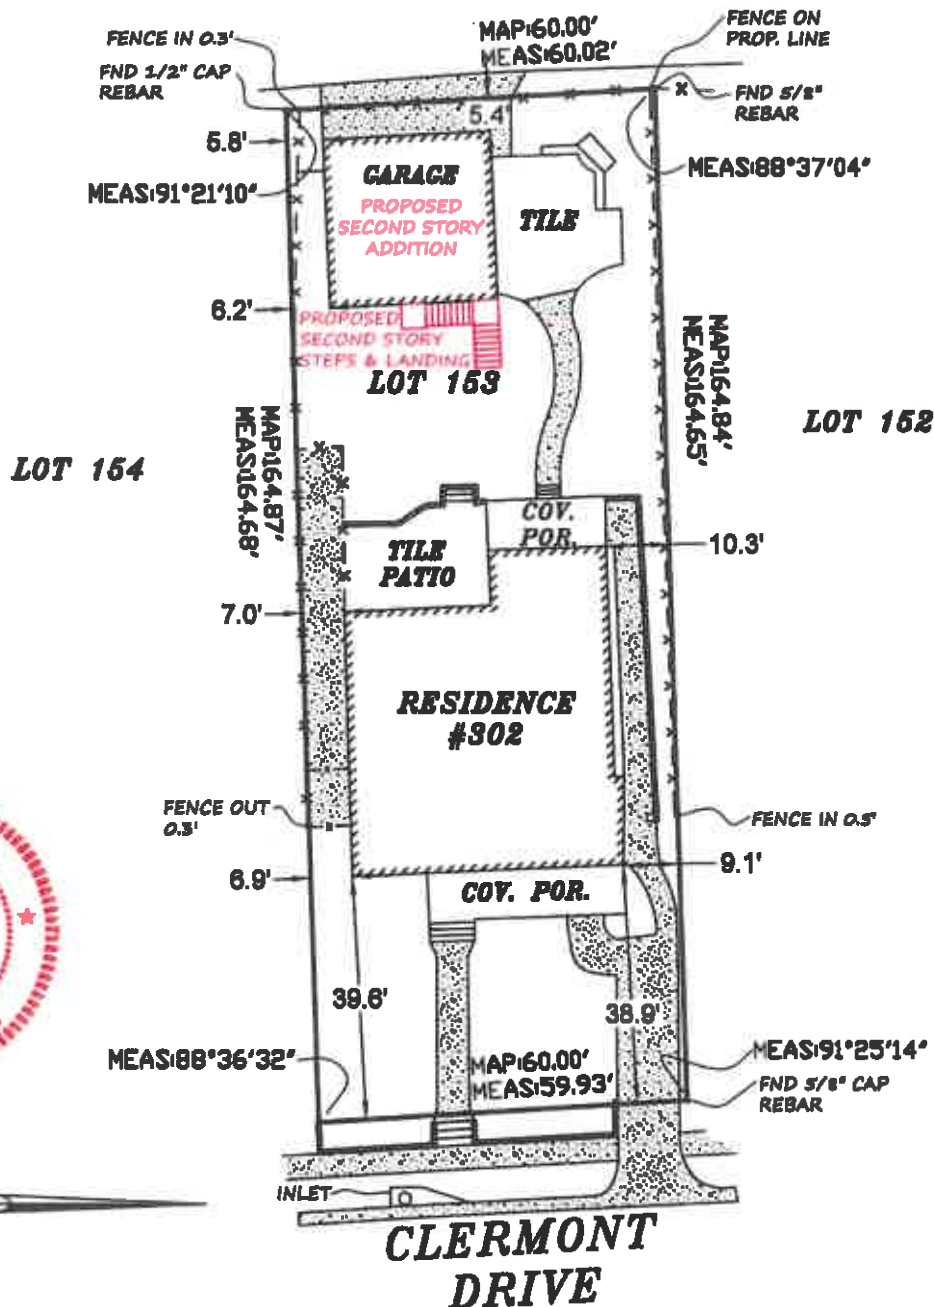 FENCE IN 0.3'
MAP:60.00'
MEAS:60.02'
FENCE ON
PROP. LINE
FND 1/2" CAP
REBAR
FND 5/8"
REBAR
5.4'
5.8'
MEAS:91°21'10"
MEAS:88°37'04"
GARAGE
PROPOSED
SECOND STORY
ADDITION
TILE
6.2'
PROPOSED
SECOND STORY
STEPS & LANDING
LOT 153
MAP:164.84'
MEAS:164.65'
LOT 152
LOT 154
MAP:164.87'
MEAS:164.68'
COV.
POR.
10.3'
TILE
PATIO
7.0'
RESIDENCE
#302
FENCE OUT
0.3'
FENCE IN 0.5'
6.9'
9.1'
COV. POR.
39.6'
38.9'
MEAS:88°36'32"
MAP:60.00'
MEAS:59.93'
MEAS:91°25'14"
FND 5/8" CAP
REBAR
INLET
CLERMONT
DRIVE